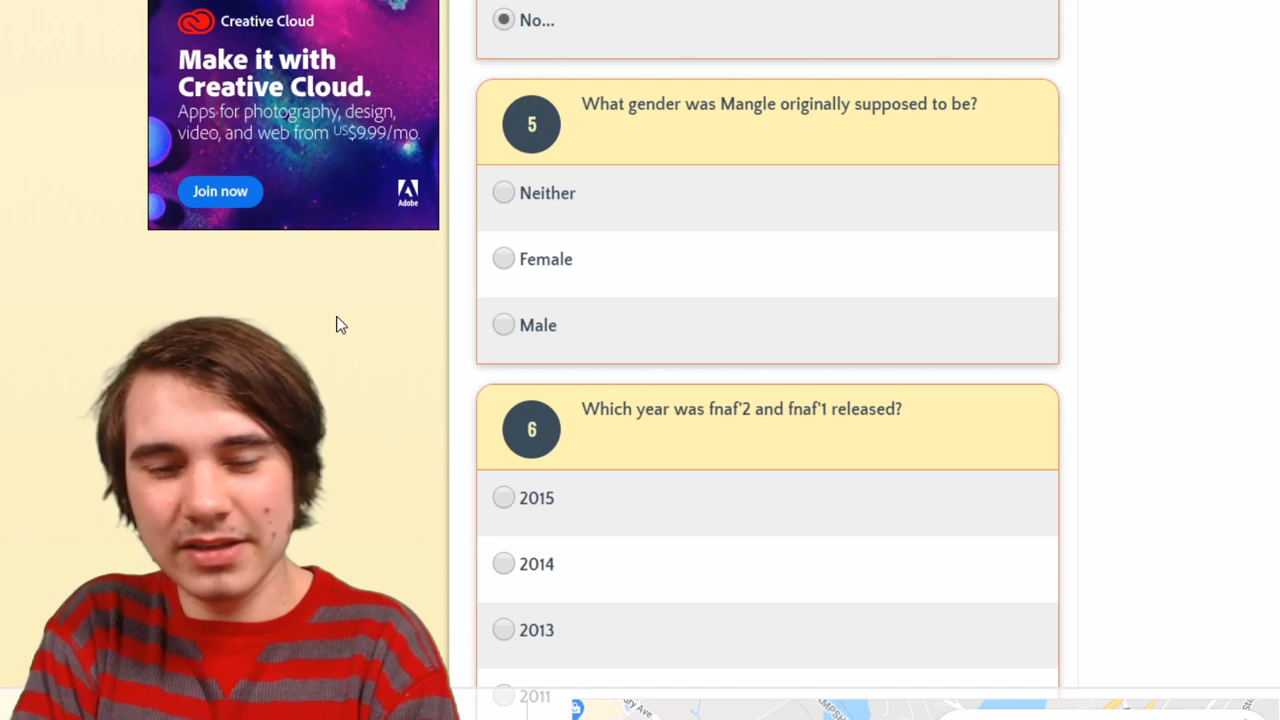 Creative Cloud
Make it with
Creative Cloud.
Apps for photography, design,
video, and web from US$9.99/mo.
Join now
Adobe
No...
5
What gender was Mangle originally supposed to be?
Neither
Female
Male
6
Which year was fnaf'2 and fnaf'1 released?
2015
2014
2013
2011